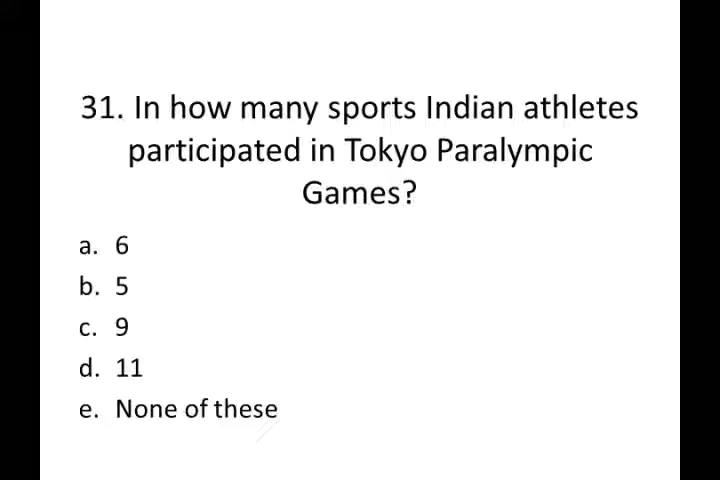 31. In how many sports Indian athletes
participated in Tokyo Paralympic
Games?
a. 6
b. 5
c. 9
d. 11
e. None of these